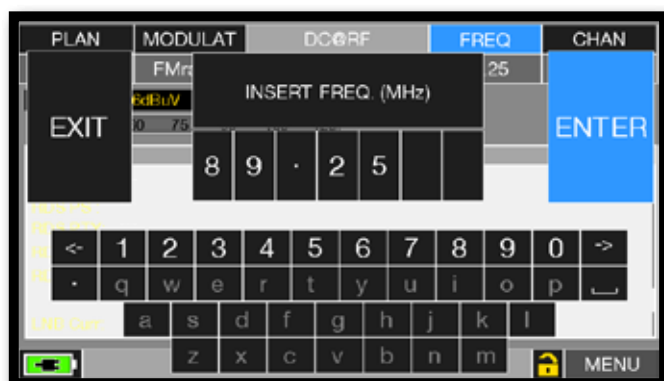 PLAN MODULAT DC@RF FREQ CHAN
25
INSERT FREQ. (MHz)
6dBuV
75
EXIT ENTER
8 9 . 2 5
<- 1 2 3 4 5 6 7 8 9 0 ->
. q w e r t y u i o p
a s d f g h j k l
z x c v b n m
MENU